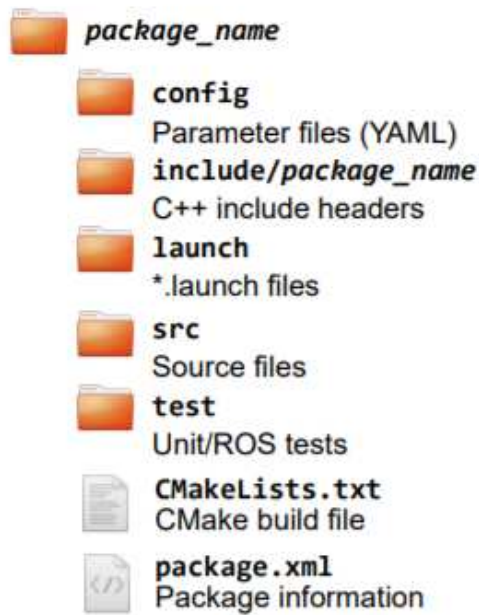 package_name
config
Parameter files (YAML)
include/package_name
C++ include headers
launch
*.launch files
src
Source files
test
Unit/ROS tests
CMakeLists.txt
CMake build file
package.xml
Package information